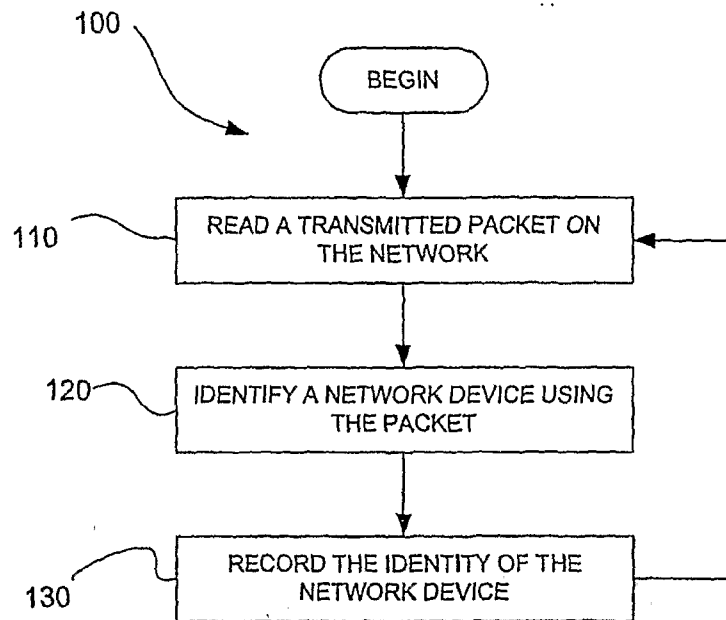 100
BEGIN
110
READ A TRANSMITTED PACKET ON
THE NETWORK
120
IDENTIFY A NETWORK DEVICE USING
THE PACKET
130
RECORD THE IDENTITY OF THE
NETWORK DEVICE